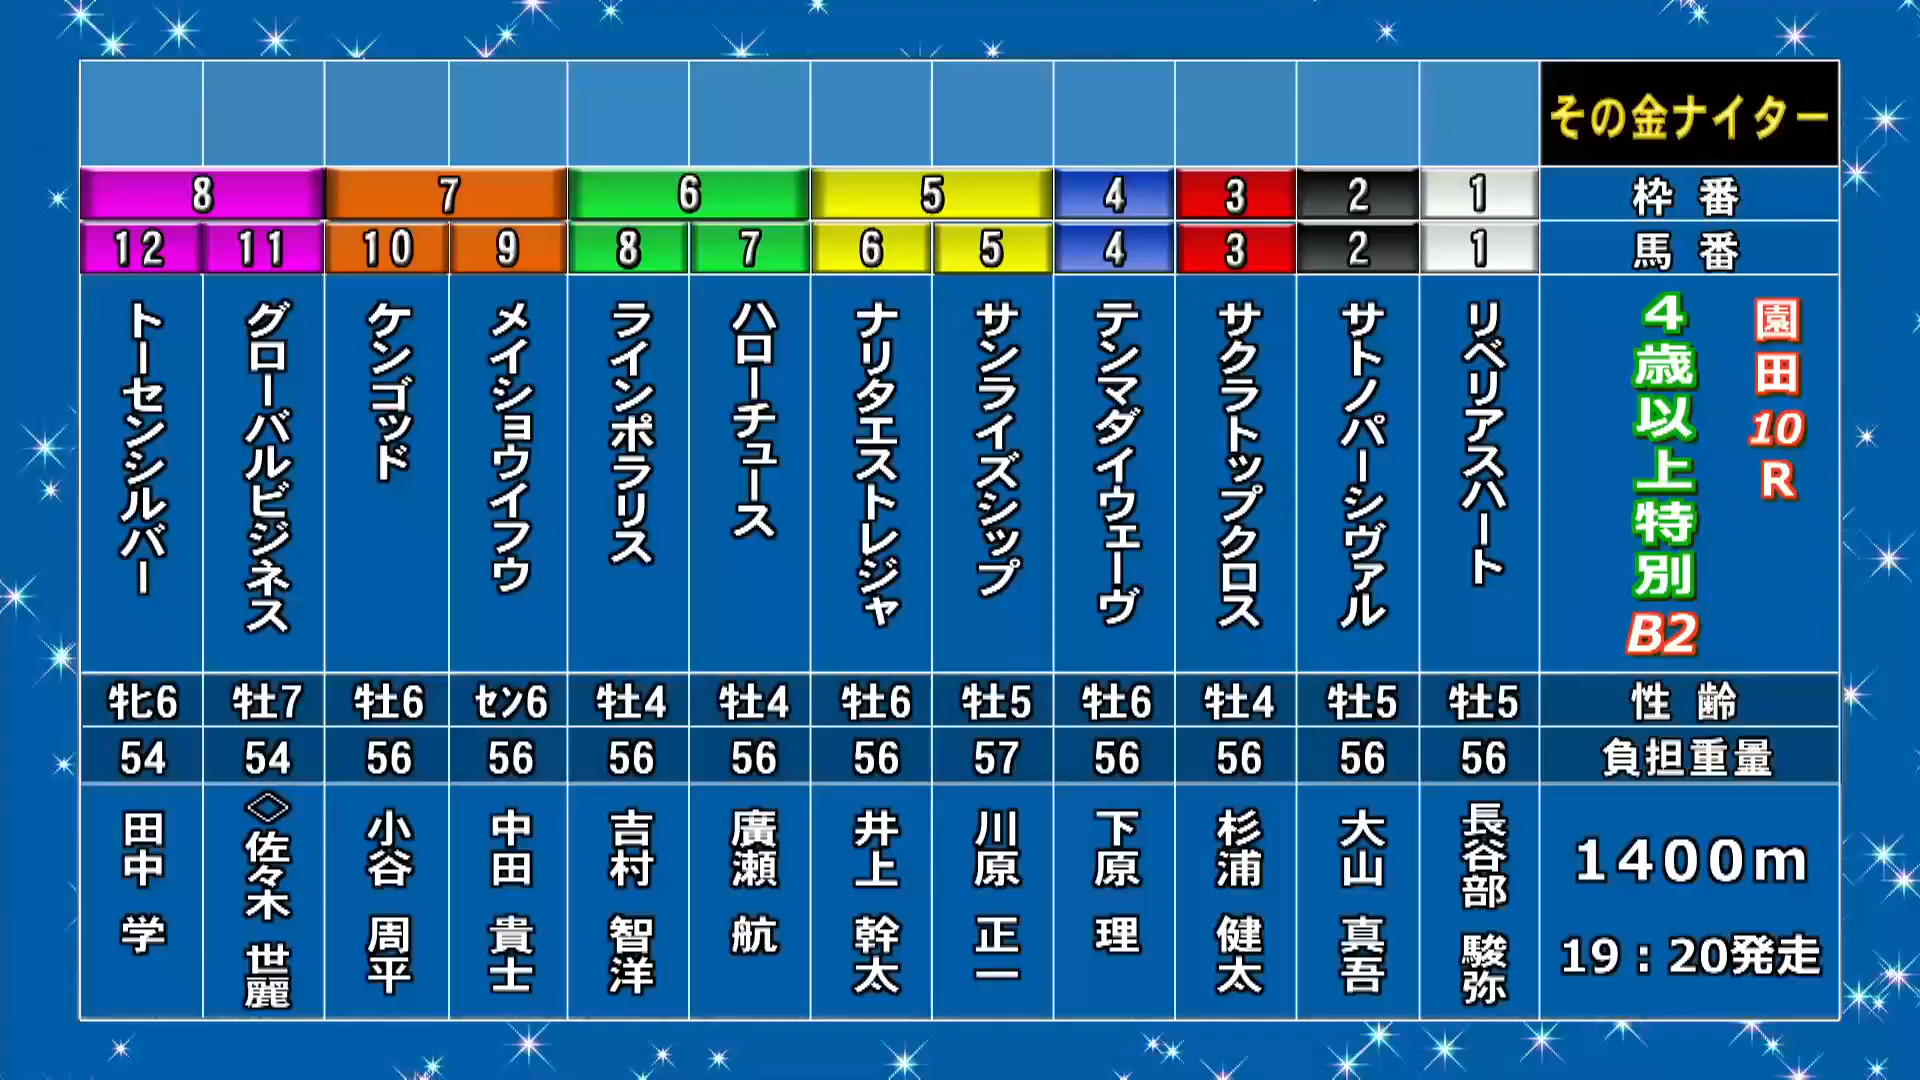 その金ナイター
枠番 1 2 3 4 5 6 7 8
馬番 1 2 3 4 5 6 7 8 9 10 11 12
園田10R
4歳以上特別B2
リベリアスハート
サトノパーシヴァル
サクラトップクロス
テンマダイウェーヴ
サンライズシップ
ナリタエストレジャ
ハローチュース
ラインポラリス
メイショウイフウ
ケンゴッド
グローバルビジネス
トーセンシルバー
性齢 牡5 牡5 牡4 牡6 牡5 牡6 牡4 牡4 セン6 牡6 牡7 牝6
負担重量 56 56 56 56 57 56 56 56 56 56 54 54
1400m
19:20発走
長谷部 駿弥
大山 真吾
杉浦 健太
下原 理
川原 正一
井上 幹太
廣瀬 航
吉村 智洋
中田 貴士
小谷 周平
◇佐々木 世麗
田中 学